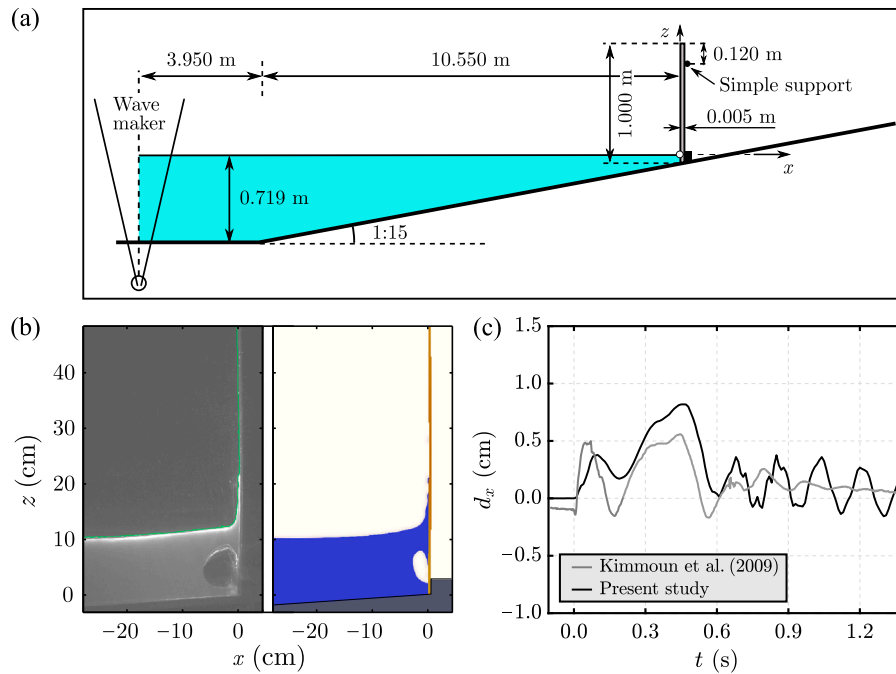 (a)
z
3.950 m
10.550 m
0.120 m
Simple support
Wave
maker
1.000 m
0.005 m
x
0.719 m
1:15
(b)
z (cm)
40
30
20
10
0
−20
−10
0
−20
−10
0
x (cm)
(c)
d_x (cm)
1.5
1.0
0.5
0.0
−0.5
−1.0
Kimmoun et al. (2009)
Present study
0.0
0.3
0.6
0.9
1.2
t (s)